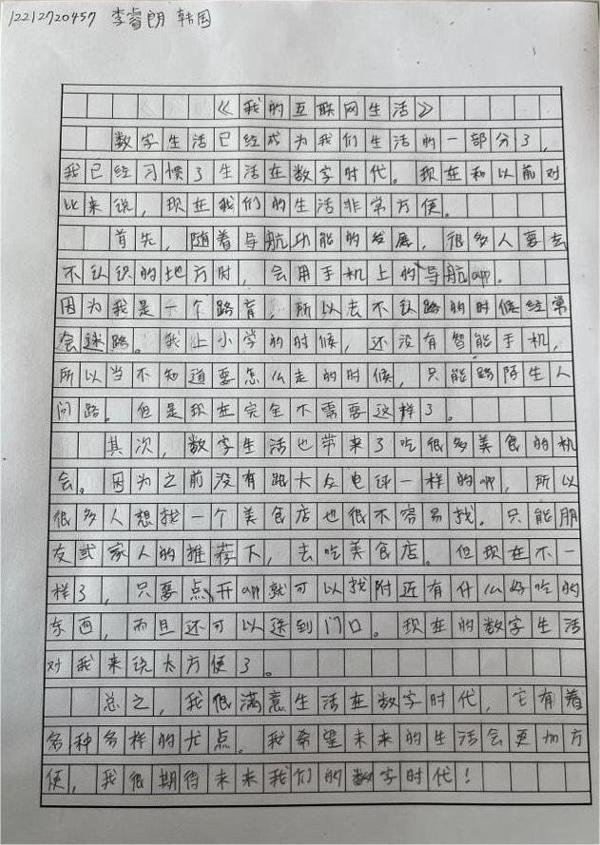 12212720457 李睿朗 韩国
《我的互联网生活》
数字生活已经成为我们生活的一部分了，
我已经习惯了生活在数字时代。现在和以前对
比来说，现在我们的生活非常方便。
首先，随着导航功能的发展，很多人要去
不认识的地方时，会用手机上的导航app。
因为我是一个路盲，所以去不认路的时候经常
会迷路。我上小学的时候，还没有智能手机，
所以当不知道要怎么走的时候，只能跟陌生人
问路。但是现在完全不需要这样了。
其次，数字生活也带来了吃很多美食的机
会。因为之前没有跟大众电评一样的app，所以
很多人想找一个美食店也很不容易找。只能朋
友或家人的推荐下，去吃美食店。但现在不一
样了，只要点开app就可以找附近有什么好吃的
东西，而且还可以送到门口。现在的数字生活
对我来说太方便了。
总之，我很满意生活在数字时代，它有着
各种各样的尤点。我希望未来的生活会更加方
便，我很期待未来我们的数字时代！